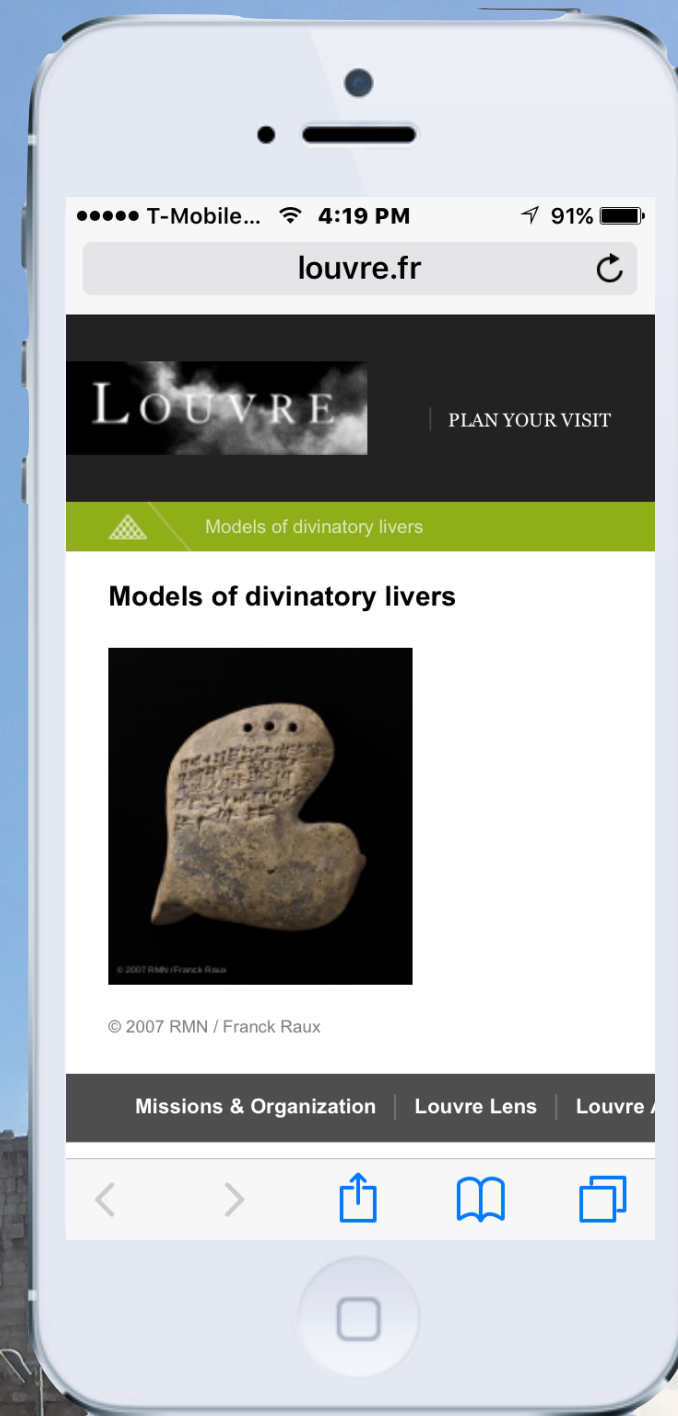 T-Mobile... 4:19 PM 91%
louvre.fr
LOUVRE
PLAN YOUR VISIT
Models of divinatory livers
Models of divinatory livers
© 2007 RMN / Franck Raux
© 2007 RMN / Franck Raux
Missions & Organization Louvre Lens Louvre